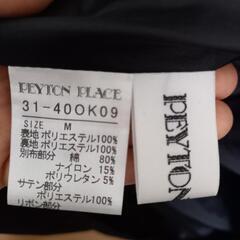 PEYTON PLACE
31-40OK09
SIZE M
表地 ポリエステル100%
裏地 ポリエステル100%
別布部分 綿 80%
ナイロン 15%
ポリウレタン 5%
サテン部分
ポリエステル100%
リボン部分
PEYTON